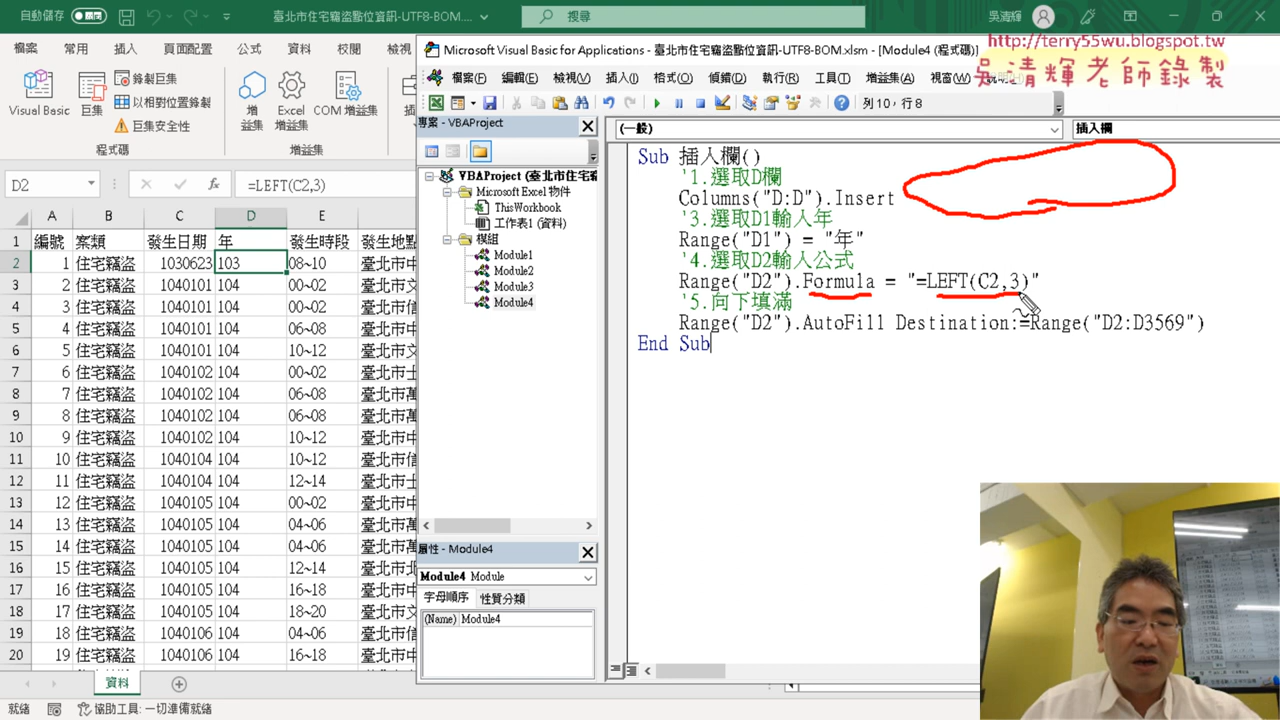 自動儲存 關閉 臺北市住宅竊盜點位資訊-UTF8-BOM.... 搜尋 吳清輝
檔案 常用 插入 頁面配置 公式 資料 校閱 檢視
Visual Basic 巨集 錄製巨集 以相對位置錄製 巨集安全性 程式碼
增益集 Excel 增益集 COM 增益集 增益集
D2 fx =LEFT(C2,3)
A B C D E
1 編號 案類 發生日期 年 發生時段 發生地點
2 1 住宅竊盜 1030623 103 08~10 臺北市中
3 2 住宅竊盜 1040101 104 00~02 臺北市文
4 3 住宅竊盜 1040101 104 00~02 臺北市
5 4 住宅竊盜 1040101 104 06~08 臺北市
6 5 住宅竊盜 1040101 104 10~12 臺北市文
7 6 住宅竊盜 1040102 104 00~02 臺北市士
8 7 住宅竊盜 1040102 104 06~08 臺北市萬
9 8 住宅竊盜 1040102 104 06~08 臺北市萬
10 9 住宅竊盜 1040102 104 10~12 臺北市中
11 10 住宅竊盜 1040102 104 10~12 臺北市信
12 11 住宅竊盜 1040105 104 12~14 臺北市士
13 12 住宅竊盜 1040105 104 00~02 臺北市中
14 13 住宅竊盜 1040105 104 04~06 臺北市萬
15 14 住宅竊盜 1040105 104 04~06 臺北市萬
16 15 住宅竊盜 1040105 104 12~14 臺北市文
17 16 住宅竊盜 1040105 104 16~18 臺北市中
18 17 住宅竊盜 1040105 104 18~20 臺北市文
19 18 住宅竊盜 1040106 104 04~06 臺北市信
20 19 住宅竊盜 1040106 104 16~18 臺北市中
資料
就緒 協助工具: 一切準備就緒
Microsoft Visual Basic for Applications - 臺北市住宅竊盜點位資訊-UTF8-BOM.xlsm - [Module4 (程式碼)]
http://terry55wu.blogspot.tw
吳清輝老師錄製
檔案(F) 編輯(E) 檢視(V) 插入(I) 格式(O) 偵錯(D) 執行(R) 工具(T) 增益集(A) 視窗(W)
列 10，行 8
專案 - VBAProject
VBAProject (臺北市住宅竊
Microsoft Excel 物件
ThisWorkbook
工作表1 (資料)
模組
Module1
Module2
Module3
Module4
屬性 - Module4
Module4 Module
字母順序 性質分類
(Name) Module4
(一般) 插入欄
Sub 插入欄()
'1.選取D欄
Columns("D:D").Insert
'3.選取D1輸入年
Range("D1") = "年"
'4.選取D2輸入公式
Range("D2").Formula = "=LEFT(C2,3)"
'5.向下填滿
Range("D2").AutoFill Destination:=Range("D2:D3569")
End Sub